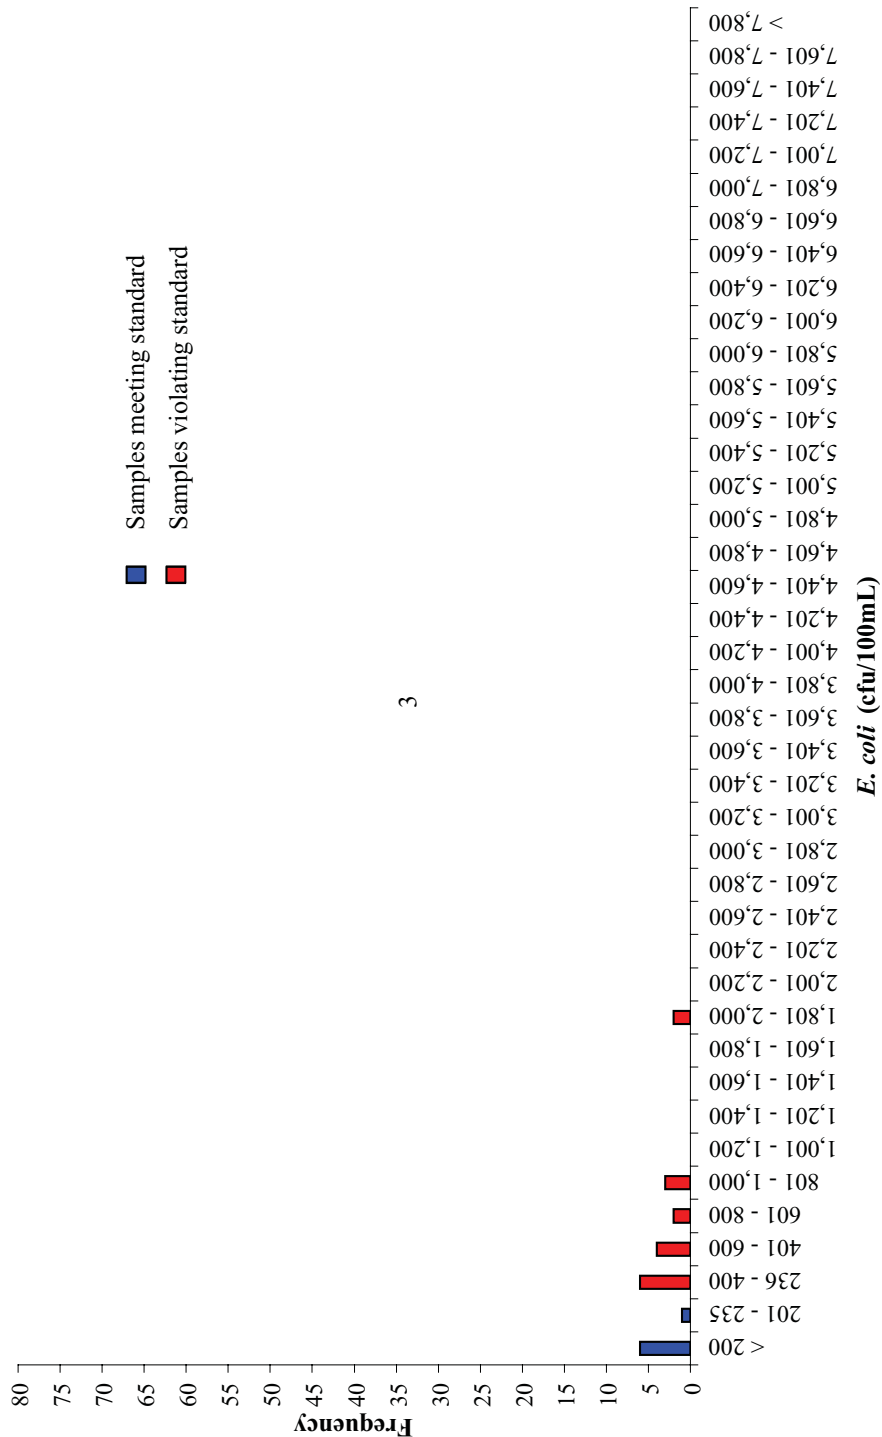 80
75
70
65
60
55
50
45
40
35
30
25
20
15
10
5
0
Frequency
Samples meeting standard
Samples violating standard
3
< 200
201 - 235
236 - 400
401 - 600
601 - 800
801 - 1,000
1,001 - 1,200
1,201 - 1,400
1,401 - 1,600
1,601 - 1,800
1,801 - 2,000
2,001 - 2,200
2,201 - 2,400
2,401 - 2,600
2,601 - 2,800
2,801 - 3,000
3,001 - 3,200
3,201 - 3,400
3,401 - 3,600
3,601 - 3,800
3,801 - 4,000
4,001 - 4,200
4,201 - 4,400
4,401 - 4,600
4,601 - 4,800
4,801 - 5,000
5,001 - 5,200
5,201 - 5,400
5,401 - 5,600
5,601 - 5,800
5,801 - 6,000
6,001 - 6,200
6,201 - 6,400
6,401 - 6,600
6,601 - 6,800
6,801 - 7,000
7,001 - 7,200
7,201 - 7,400
7,401 - 7,600
7,601 - 7,800
> 7,800
E. coli (cfu/100mL)